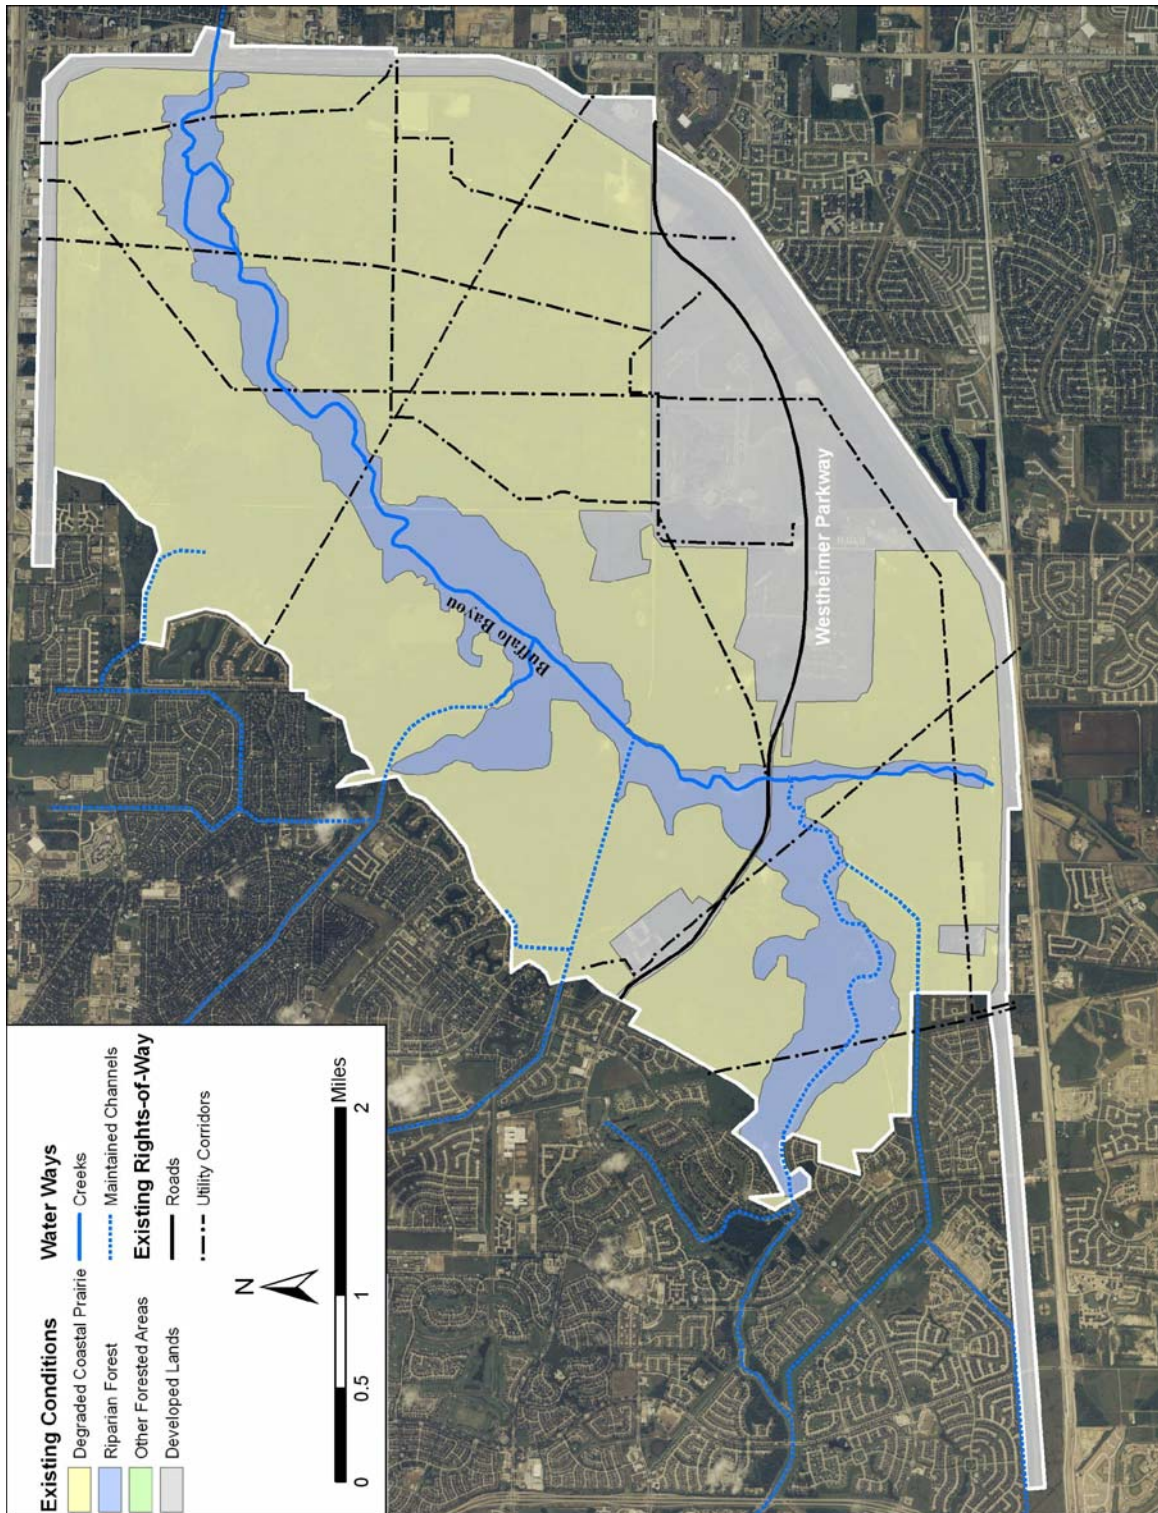 Existing Conditions
Degraded Coastal Prairie
Riparian Forest
Other Forested Areas
Developed Lands
Water Ways
Creeks
Maintained Channels
Existing Rights-of-Way
Roads
Utility Corridors
N
0 0.5 1 2
Miles
Buffalo Bayou
Westheimer Parkway